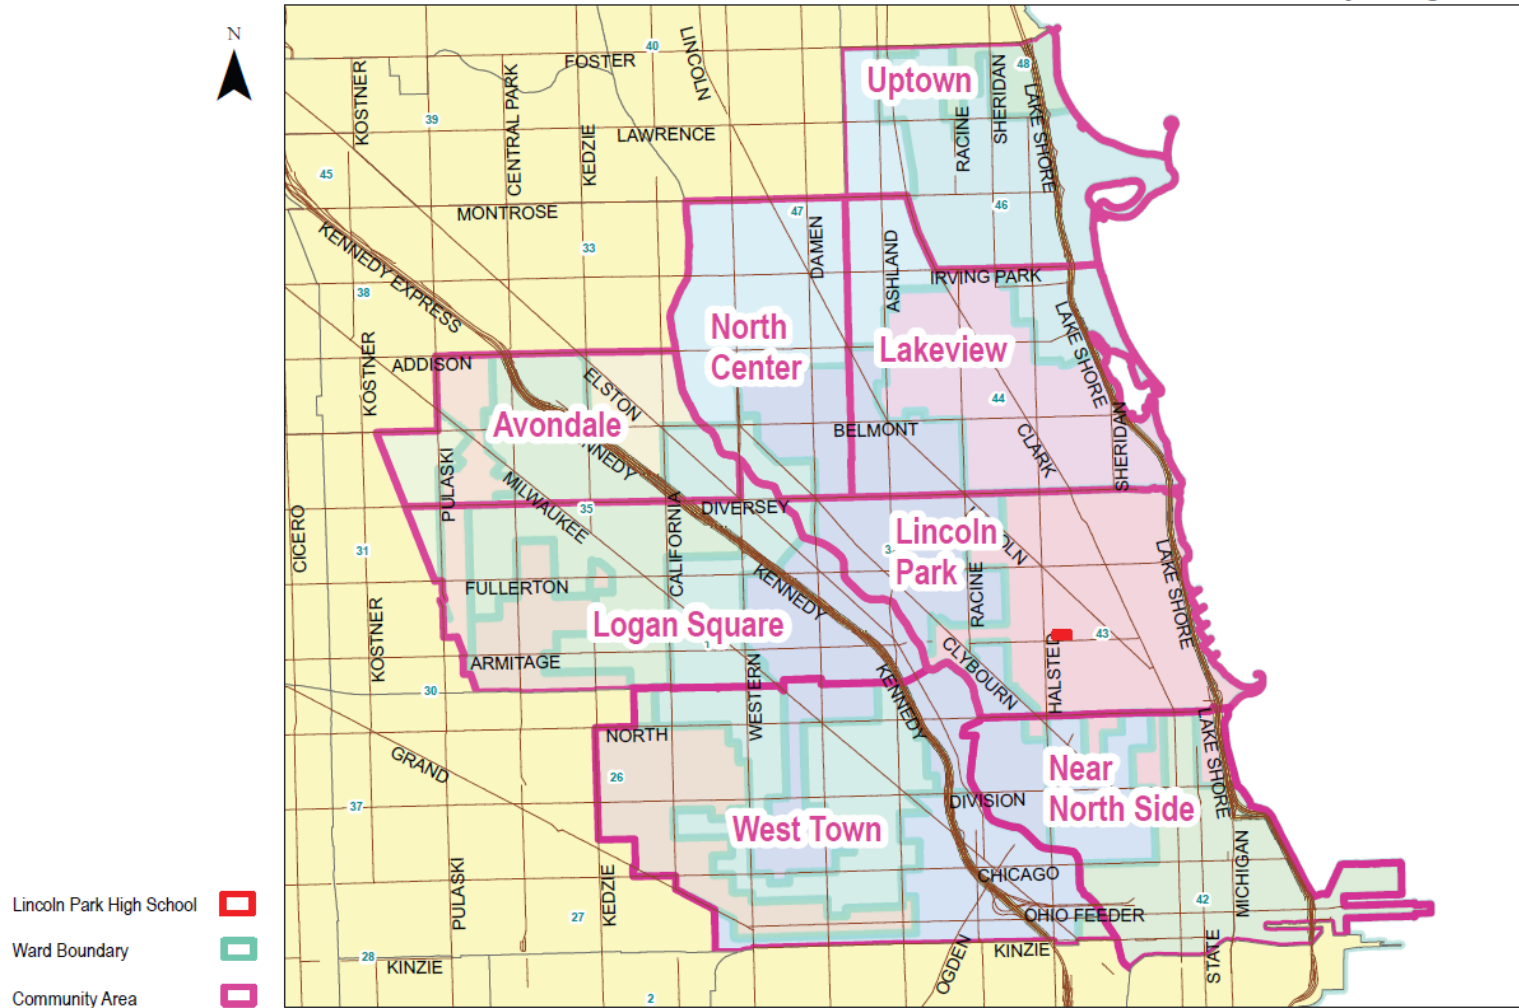 N
40
FOSTER
LINCOLN
Uptown
48
SHERIDAN
LAKE SHORE
KOSTNER
CENTRAL PARK
39
KEDZIE
LAWRENCE
RACINE
45
MONTROSE
47
46
KENNEDY EXPRESS
33
DAMEN
ASHLAND
IRVING PARK
38
North
Center
Lakeview
LAKE SHORE
KOSTNER
ADDISON
ELSTON
44
Avondale
BELMONT
CLARK
SHERIDAN
PULASKI
MILWAUKEE
CALIFORNIA
35
DIVERSEY
CICERO
31
Lincoln
Park
KENNEDY
RACINE
LAKE SHORE
FULLERTON
KOSTNER
Logan Square
43
HALSTED
ARMITAGE
CLYBOURN
WESTERN
KENNEDY
30
NORTH
LAKE SHORE
GRAND
26
Near
North Side
37
DIVISION
West Town
MICHIGAN
CHICAGO
PULASKI
KEDZIE
42
27
OHIO FEEDER
28
KINZIE
OGDEN
KINZIE
STATE
2
Lincoln Park High School
Ward Boundary
Community Area